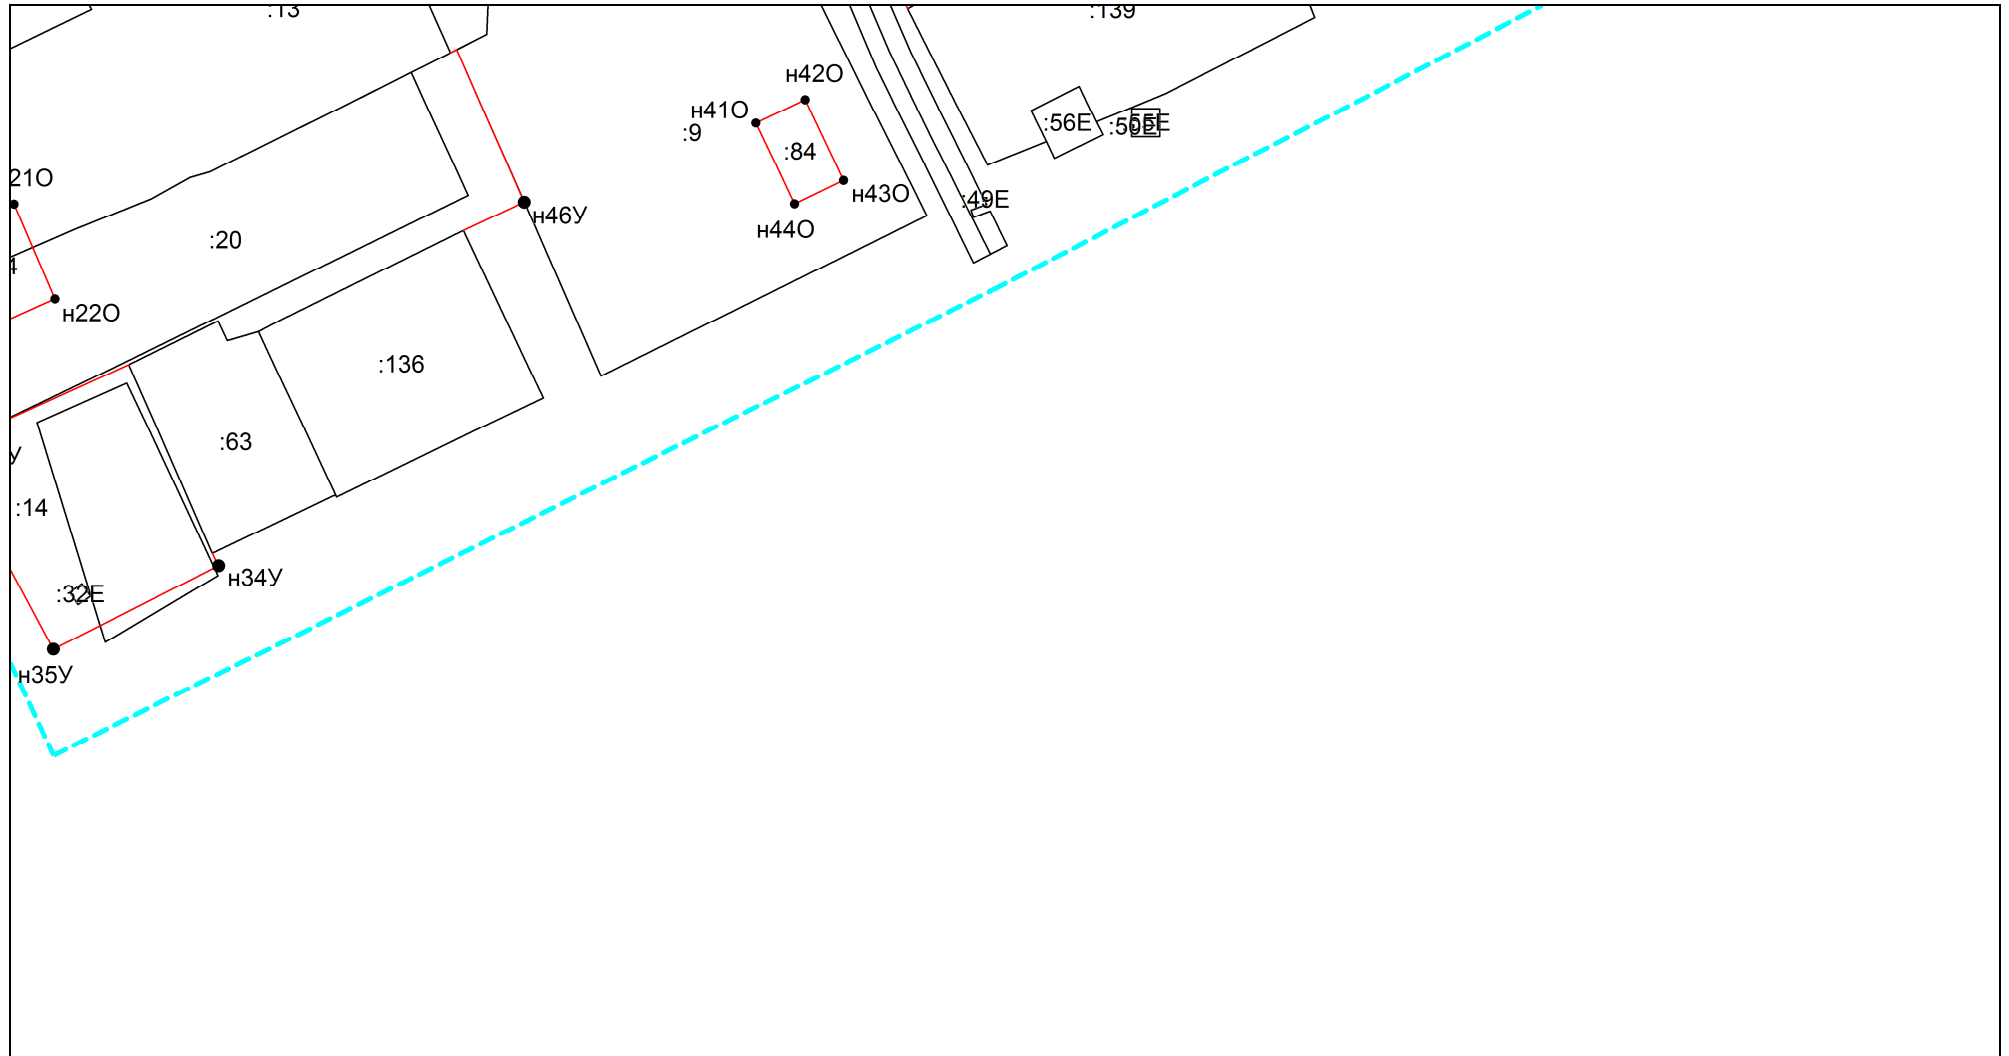 :13
:139
н42О
н41О
:9
:56Е
:84
21О
н43О
:49Е
н46У
н44О
:20
4
н22О
:136
:63
У
:14
н34У
:32Е
н35У